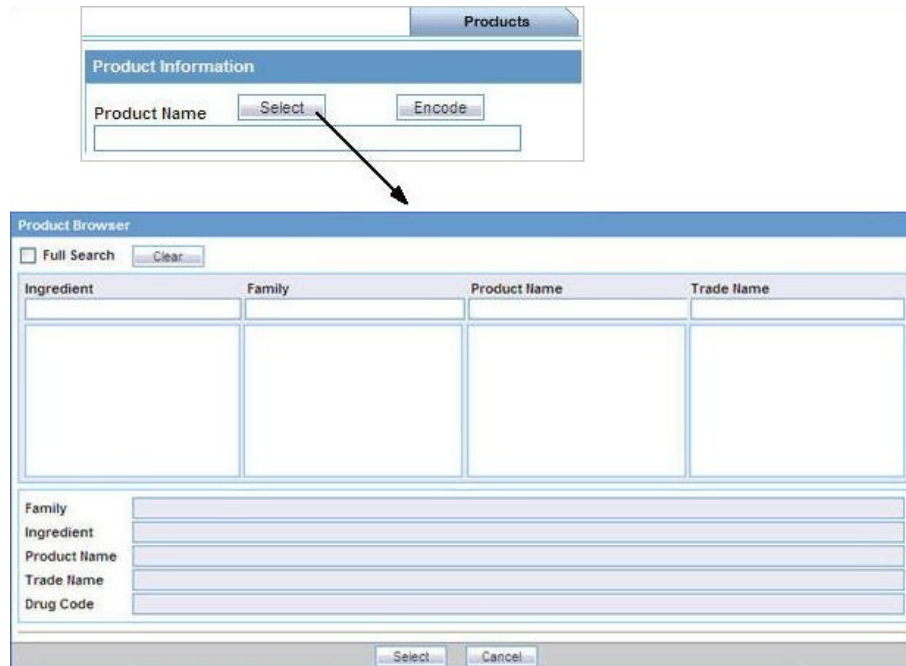 Products
Product Information
Product Name Select Encode
Product Browser
Full Search Clear
Ingredient Family Product Name Trade Name
Family
Ingredient
Product Name
Trade Name
Drug Code
Select Cancel